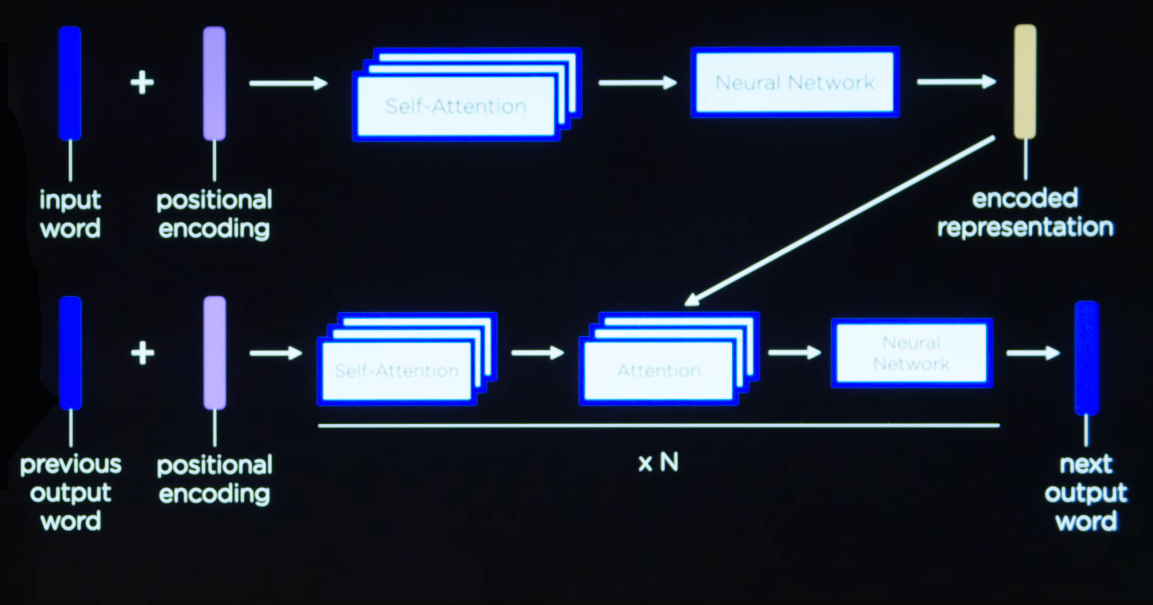 +
Self-Attention
Neural Network
input
word
positional
encoding
encoded
representation
+
Self-Attention
Attention
Neural
Network
previous
output
word
positional
encoding
x N
next
output
word